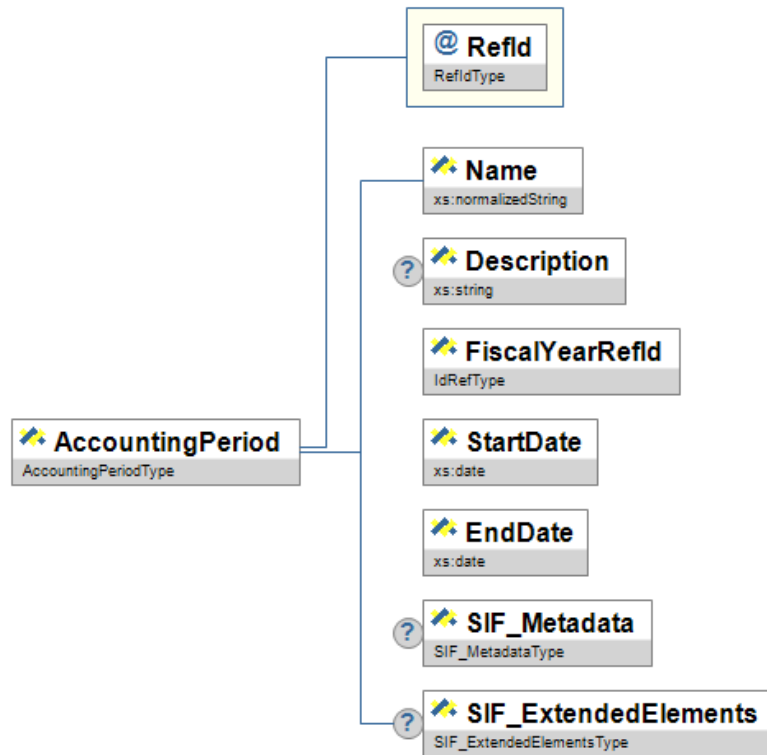 @ RefId
RefIdType
Name
xs:normalizedString
? Description
xs:string
FiscalYearRefId
IdRefType
AccountingPeriod
AccountingPeriodType
StartDate
xs:date
EndDate
xs:date
? SIF_Metadata
SIF_MetadataType
? SIF_ExtendedElements
SIF_ExtendedElementsType